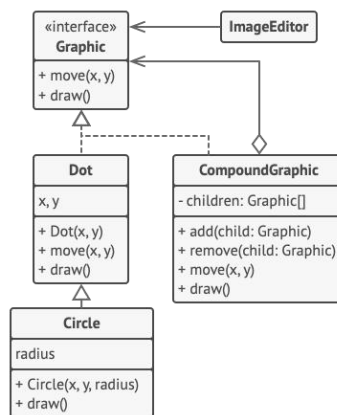 «interface»
Graphic
+ move(x, y)
+ draw()
ImageEditor
Dot
x, y
+ Dot(x, y)
+ move(x, y)
+ draw()
CompoundGraphic
- children: Graphic[]
+ add(child: Graphic)
+ remove(child: Graphic)
+ move(x, y)
+ draw()
Circle
radius
+ Circle(x, y, radius)
+ draw()